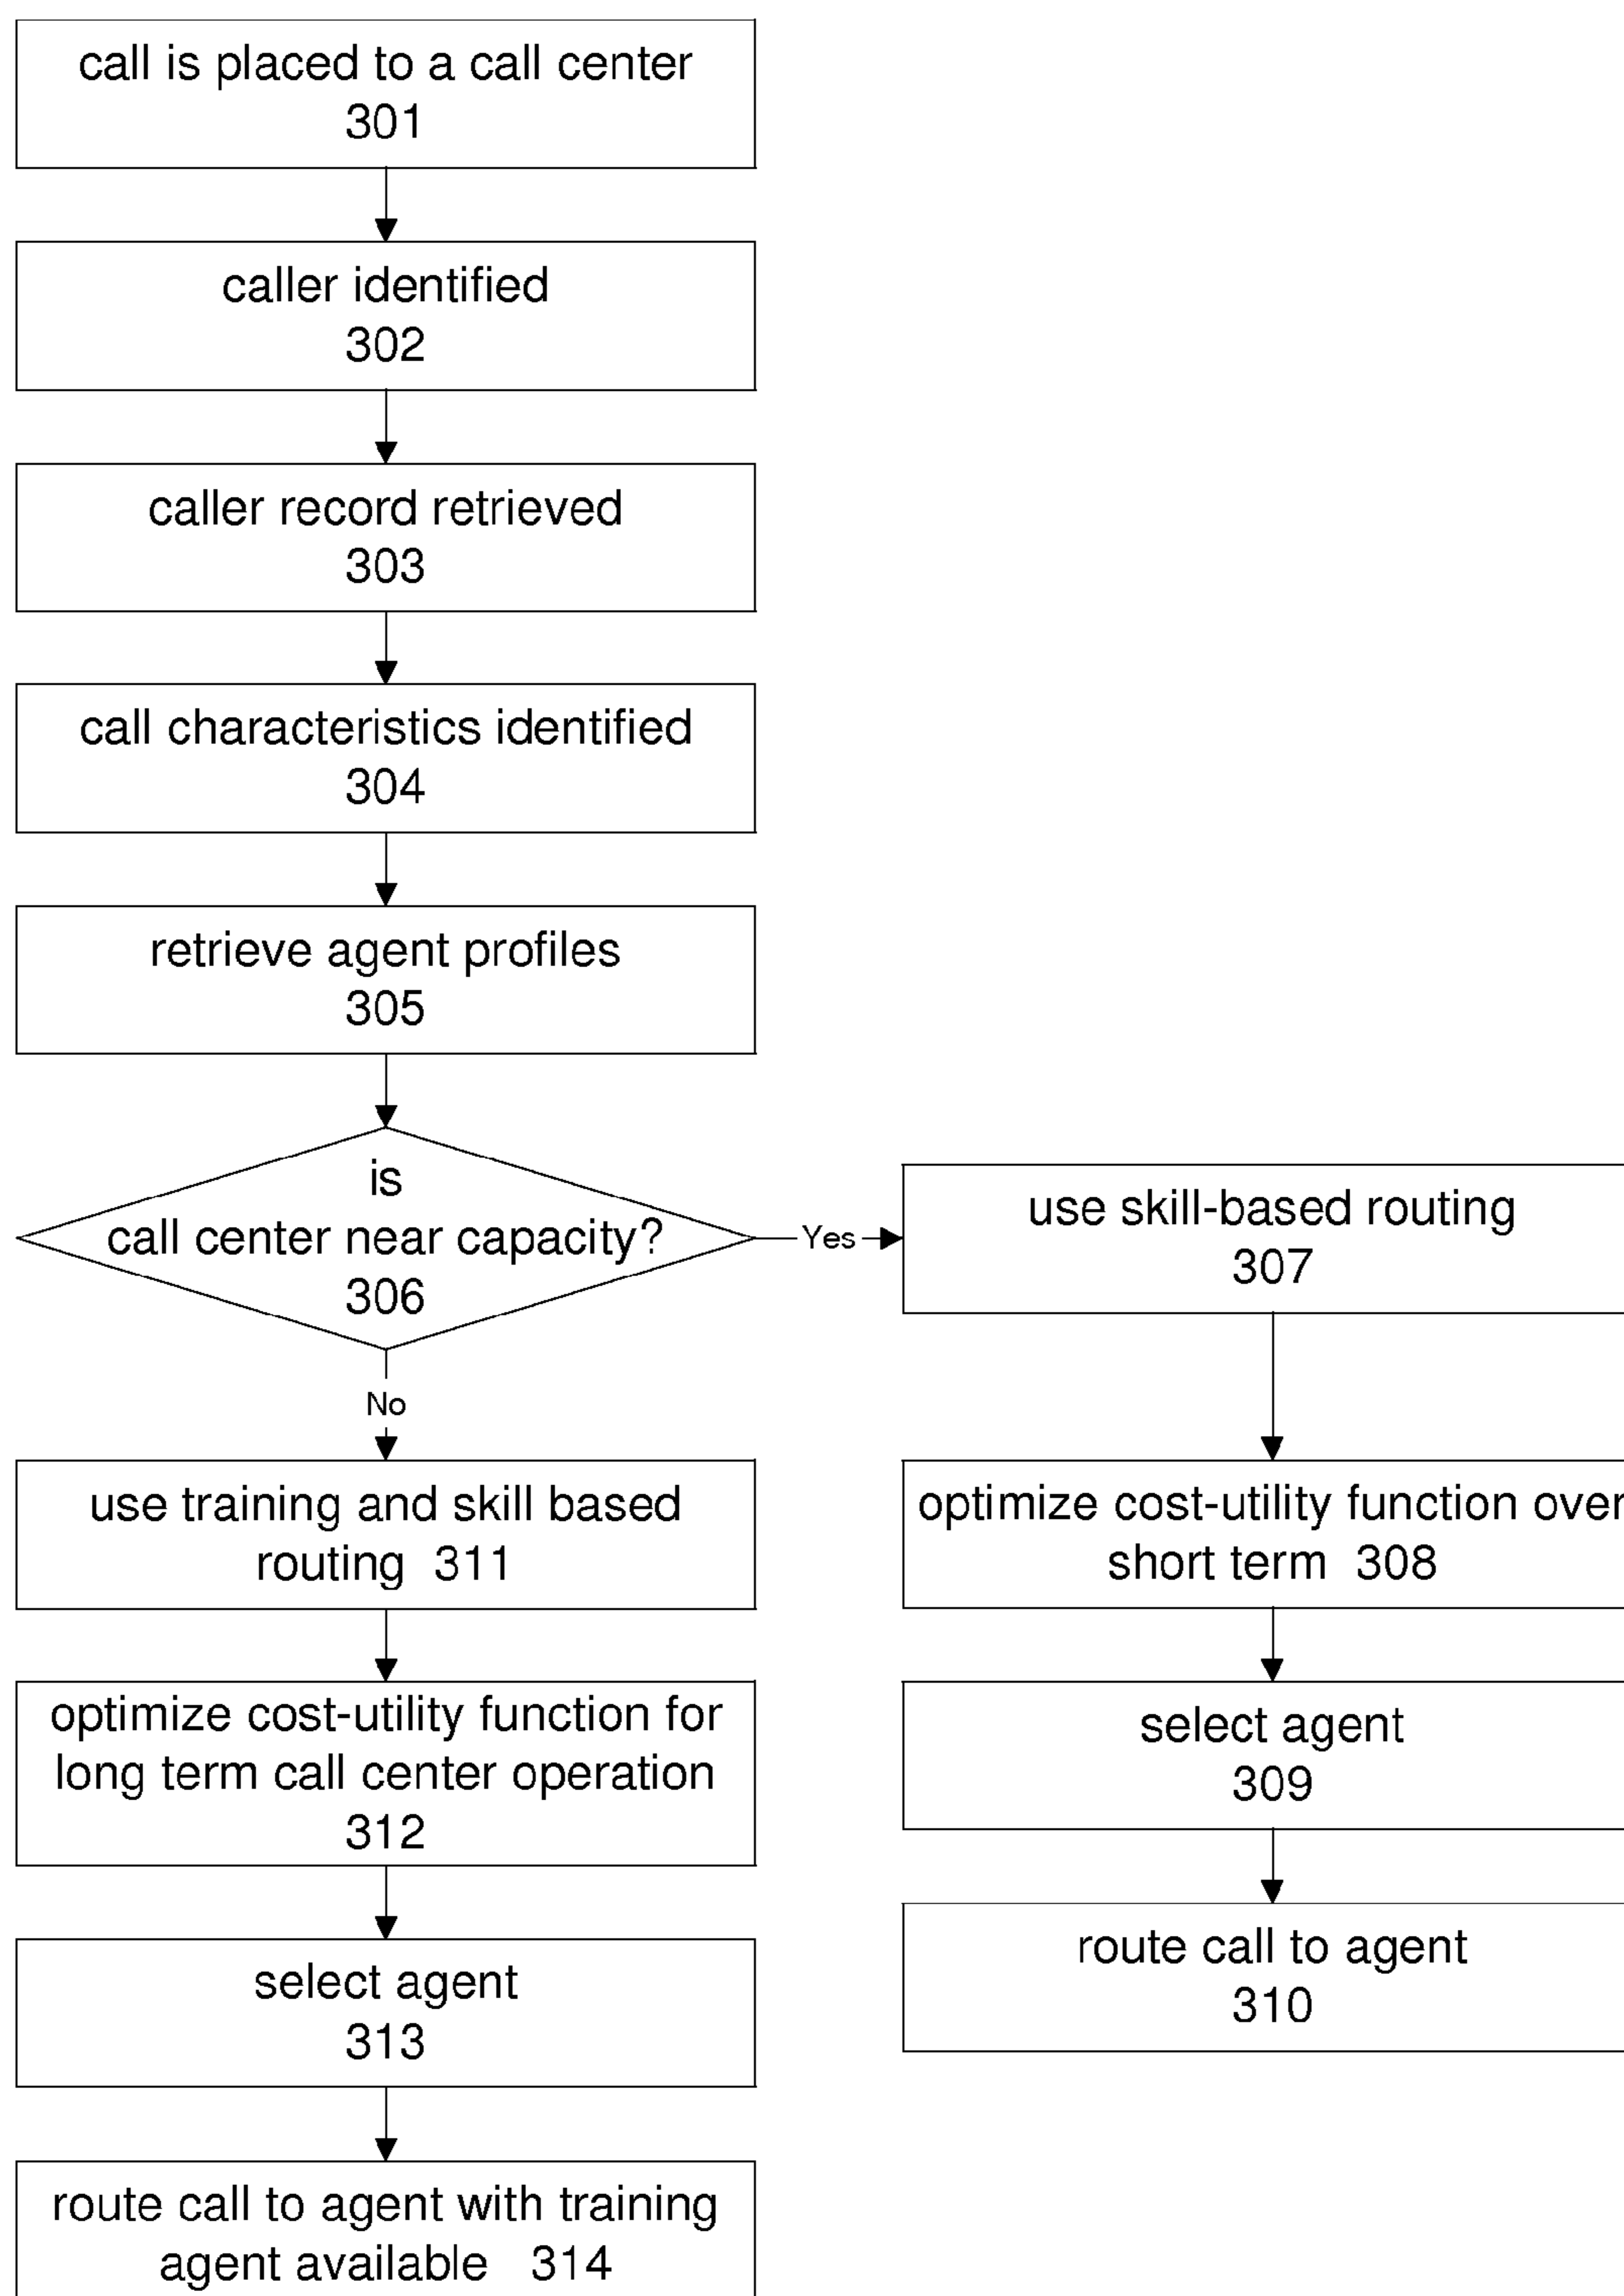 call is placed to a call center
301
caller identified
302
caller record retrieved
303
call characteristics identified
304
retrieve agent profiles
305
is
call center near capacity?
306
Yes
use skill-based routing
307
optimize cost-utility function over
short term 308
select agent
309
route call to agent
310
No
use training and skill based
routing 311
optimize cost-utility function for
long term call center operation
312
select agent
313
route call to agent with training
agent available 314